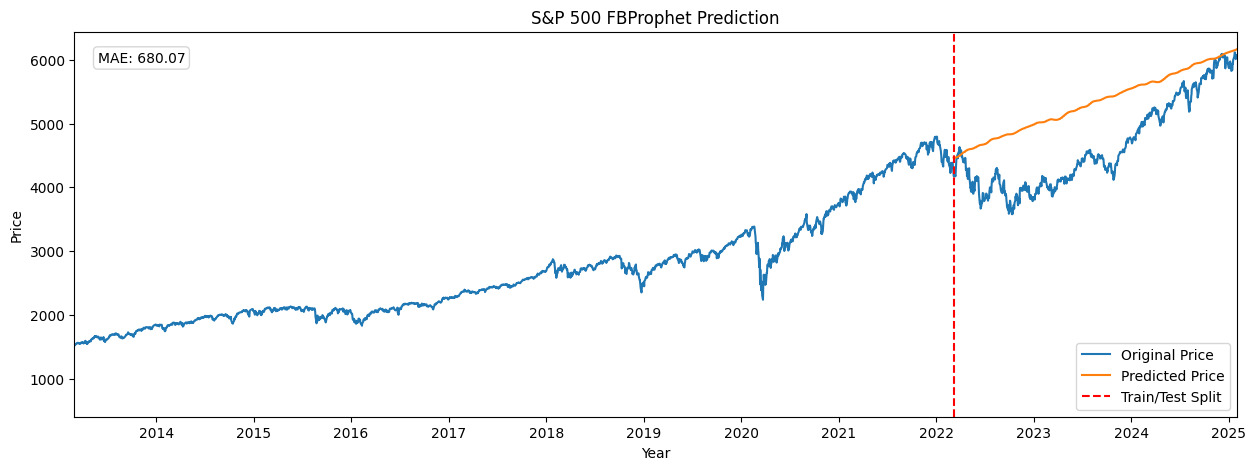 S&P 500 FBProphet Prediction
MAE: 680.07
6000
5000
4000
3000
2000
1000
Price
Original Price
Predicted Price
Train/Test Split
2014 2015 2016 2017 2018 2019 2020 2021 2022 2023 2024 2025
Year